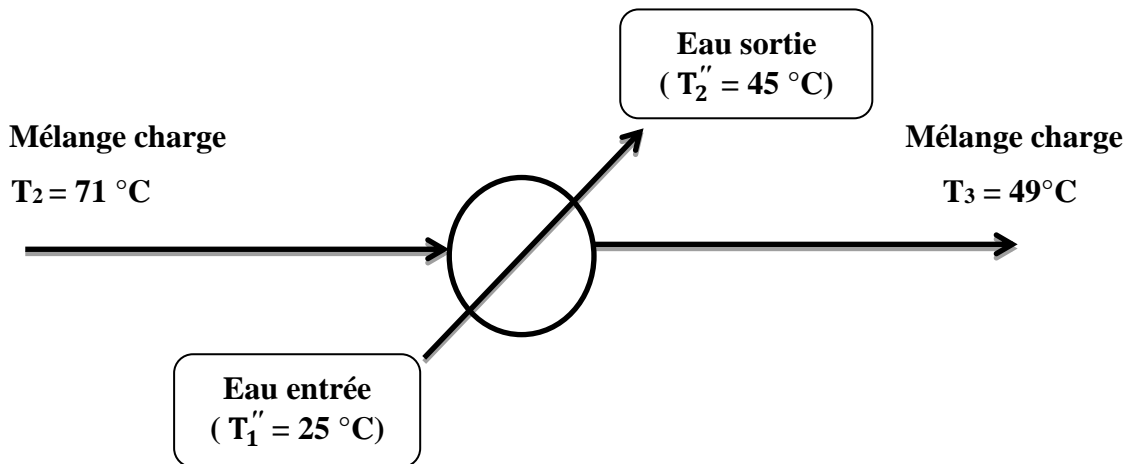 Eau sortie
( T₂'' = 45 °C)
Mélange charge
T₂ = 71 °C
Mélange charge
T₃ = 49°C
Eau entrée
( T₁'' = 25 °C)